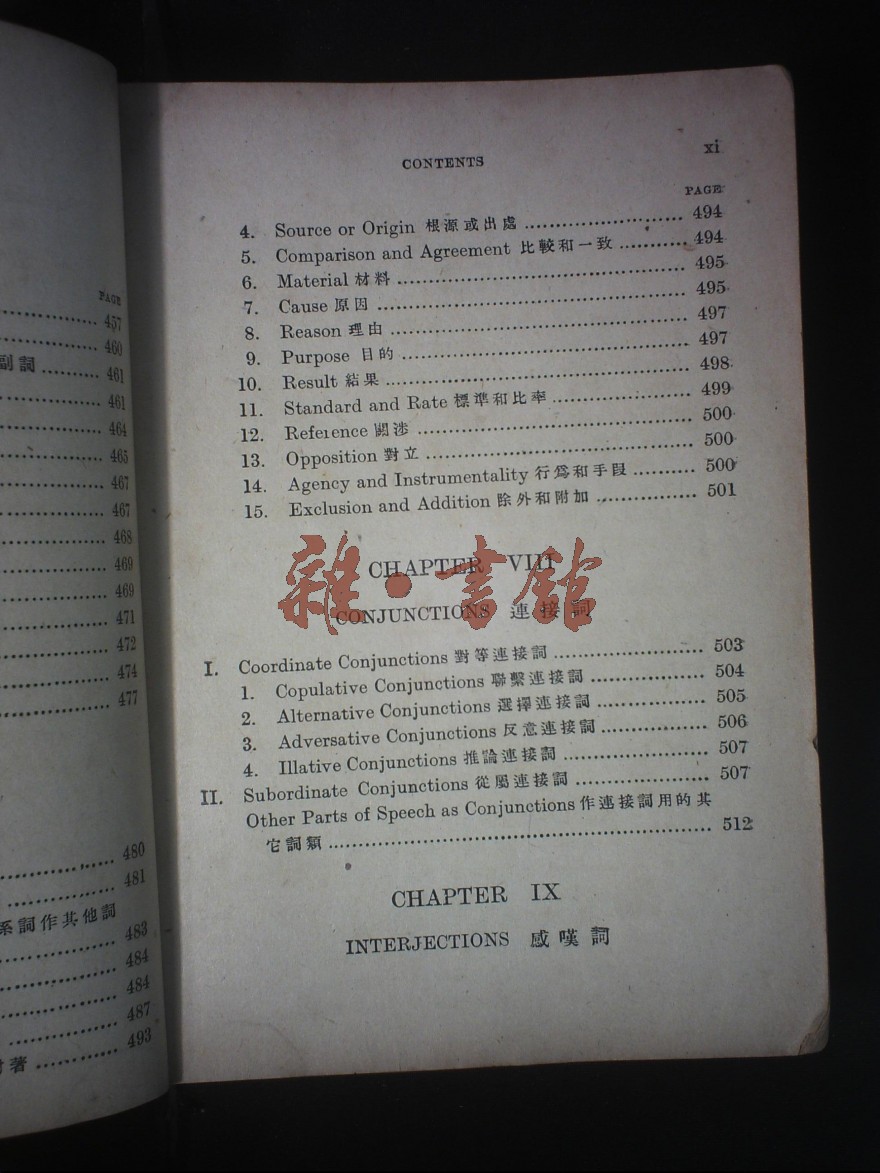 PAGE
457
460
副詞 461
461
464
465
467
467
468
469
469
471
472
474
477
480
481
系詞作其他詞
483
484
484
487
著 493
CONTENTS xi
PAGE
4. Source or Origin 根源或出處 494
5. Comparison and Agreement 比較和一致 494
6. Material 材料 495
7. Cause 原因 495
8. Reason 理由 497
9. Purpose 目的 497
10. Result 結果 498
11. Standard and Rate 標準和比率 499
12. Reference 關涉 500
13. Opposition 對立 500
14. Agency and Instrumentality 行爲和手段 500
15. Exclusion and Addition 除外和附加 501
CHAPTER VIII
雜·書館
CONJUNCTIONS 連接詞
I. Coordinate Conjunctions 對等連接詞 503
1. Copulative Conjunctions 聯繫連接詞 504
2. Alternative Conjunctions 選擇連接詞 505
3. Adversative Conjunctions 反意連接詞 506
4. Illative Conjunctions 推論連接詞 507
II. Subordinate Conjunctions 從屬連接詞 507
Other Parts of Speech as Conjunctions 作連接詞用的其
它詞類 512
CHAPTER IX
INTERJECTIONS 感嘆詞